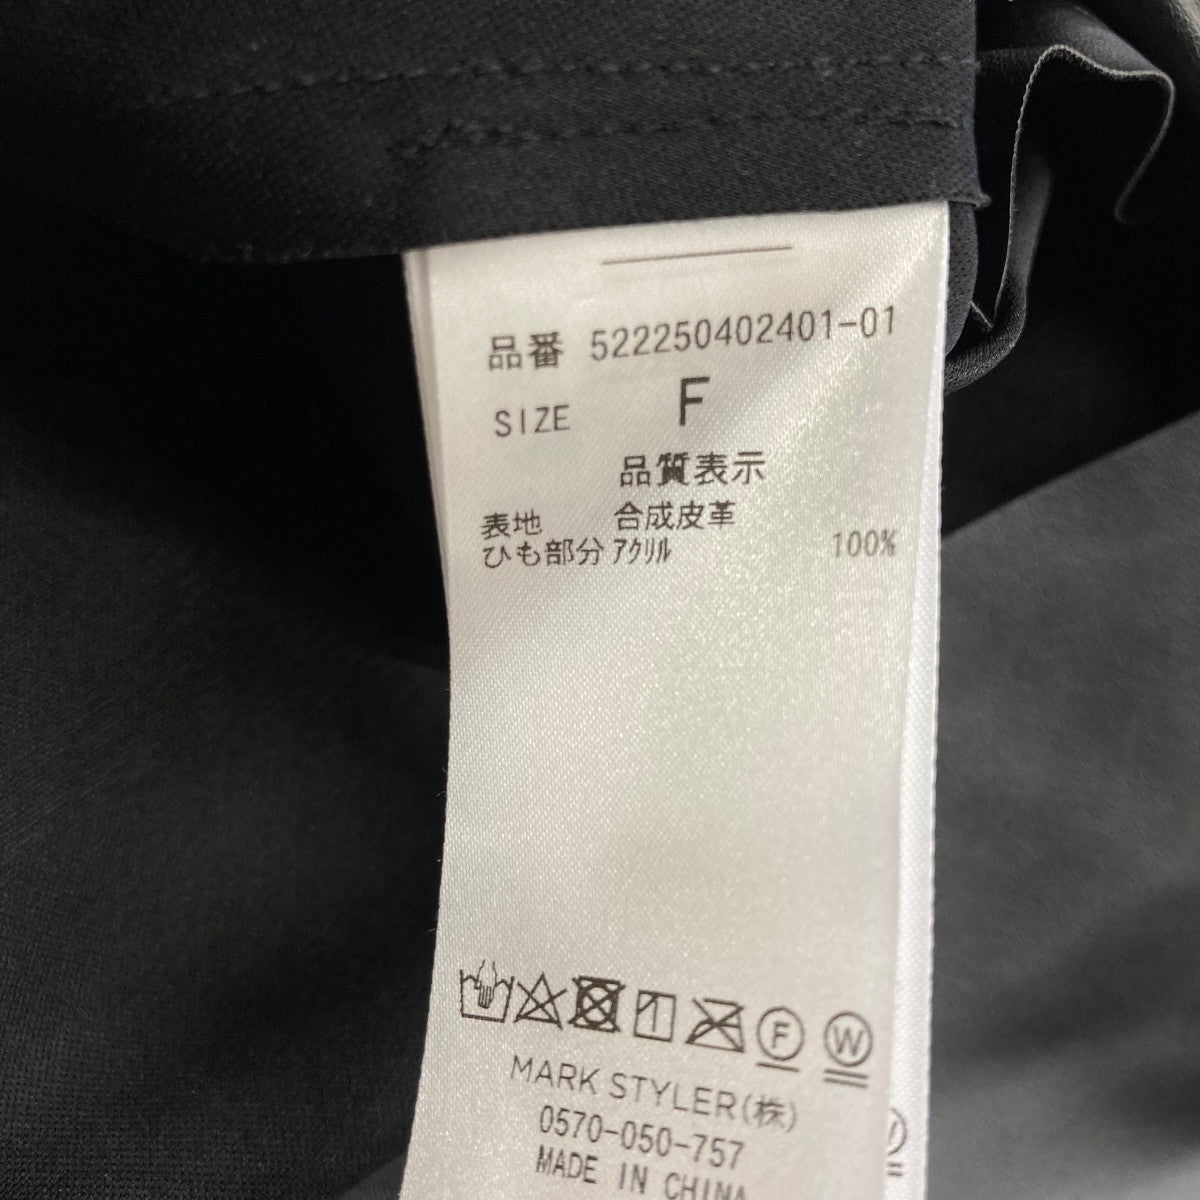 品番 522250402401-01
SIZE F
品質表示
表地 合成皮革
ひも部分 アクリル 100%
F W
MARK STYLER(株)
0570-050-757
MADE IN CHINA